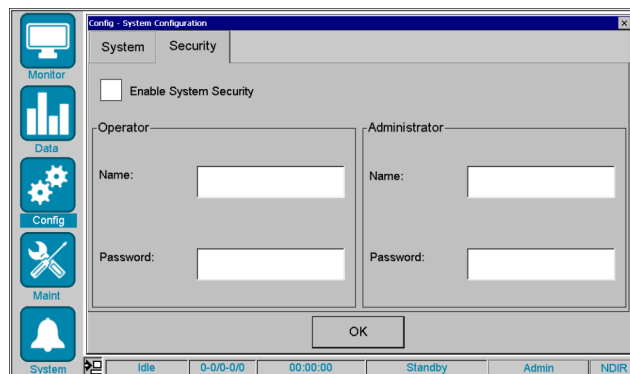 Config - System Configuration
System Security
Monitor
Enable System Security
Operator Administrator
Data
Name: Name:
Config
Password: Password:
Maint
OK
System
Idle 0-0/0-0/0 00:00:00 Standby Admin NDIR